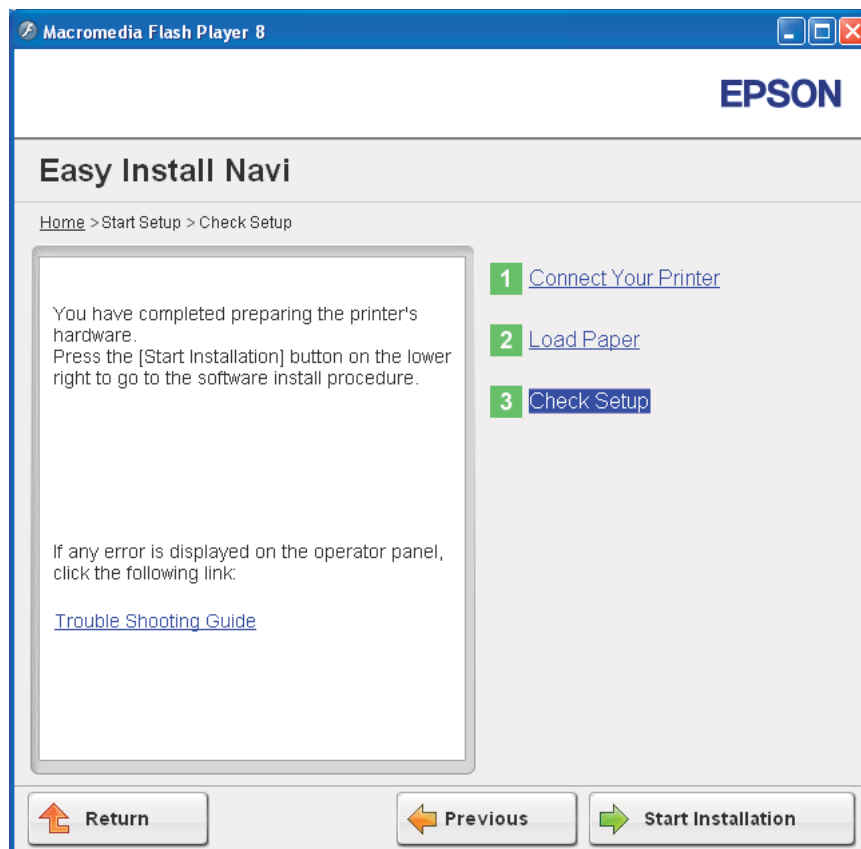 Macromedia Flash Player 8
EPSON
Easy Install Navi
Home > Start Setup > Check Setup
You have completed preparing the printer's
hardware.
Press the [Start Installation] button on the lower
right to go to the software install procedure.
If any error is displayed on the operator panel,
click the following link:
Trouble Shooting Guide
1 Connect Your Printer
2 Load Paper
3 Check Setup
Return
Previous
Start Installation